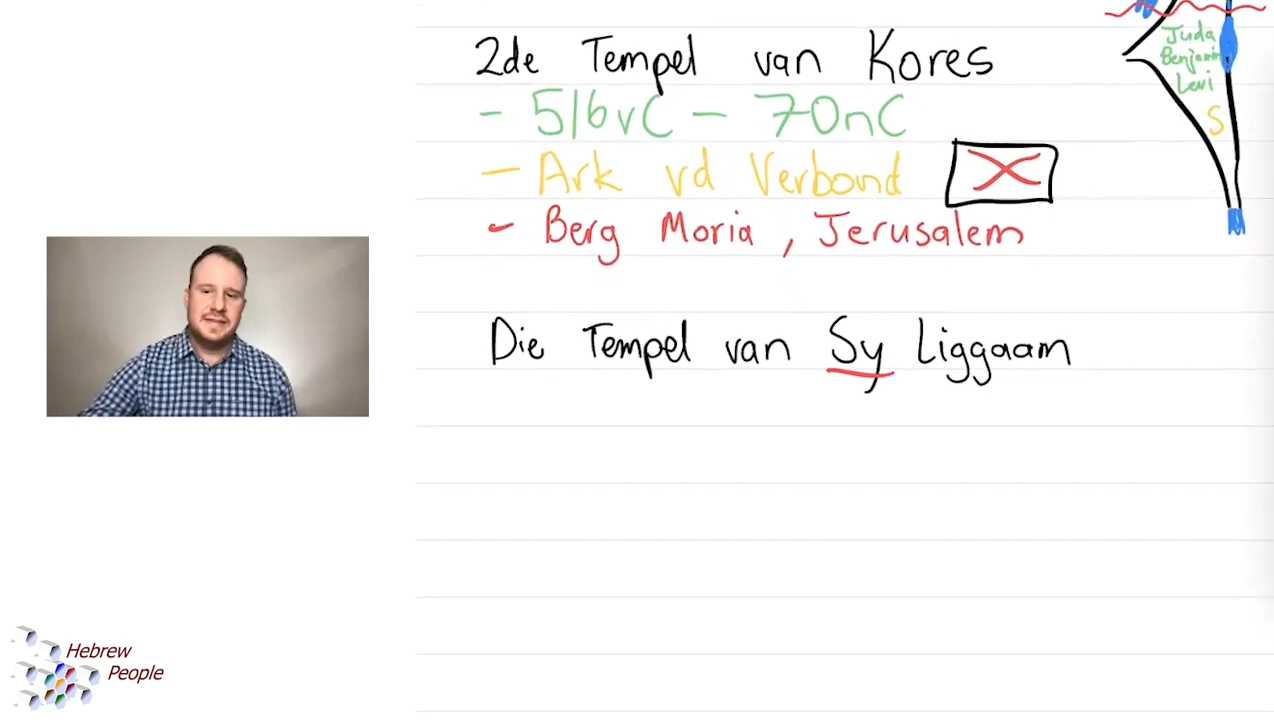 2de Tempel van Kores
- 516vC - 70nC
- Ark vd Verbond
- Berg Moria, Jerusalem
Die Tempel van Sy Liggaam
Juda
Benjamin
Levi
S
Hebrew
People